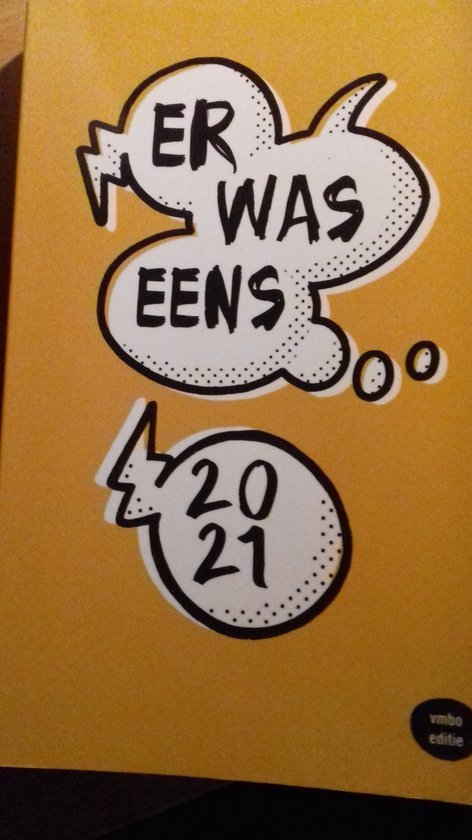 ER
WAS
EENS
20
21
vmbo
editie